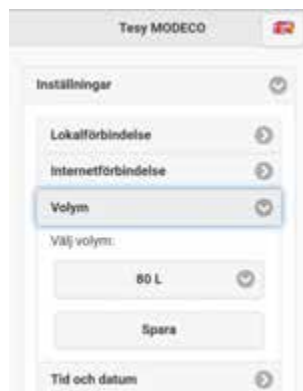 Tesy MODECO
Inställningar
Lokalförbindelse
Internetförbindelse
Volym
Välj volym:
80 L
Spara
Tid och datum